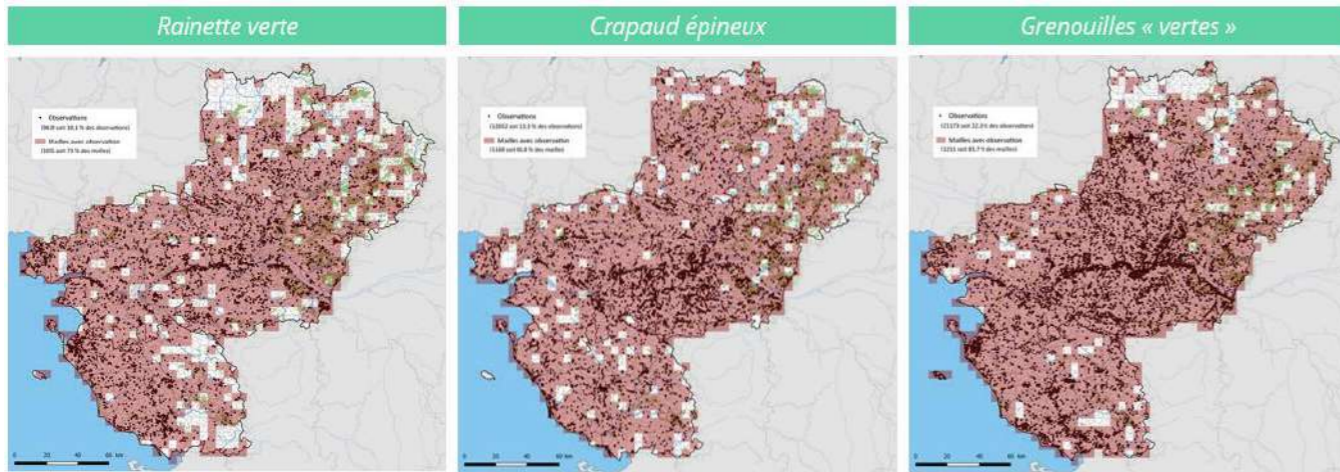 Rainette verte
Observations
Mailles avec observation
0 20 40 60 km
Crapaud épineux
Observations
Mailles avec observation
0 20 40 60 km
Grenouilles « vertes »
Observations
Mailles avec observation
0 20 40 60 km